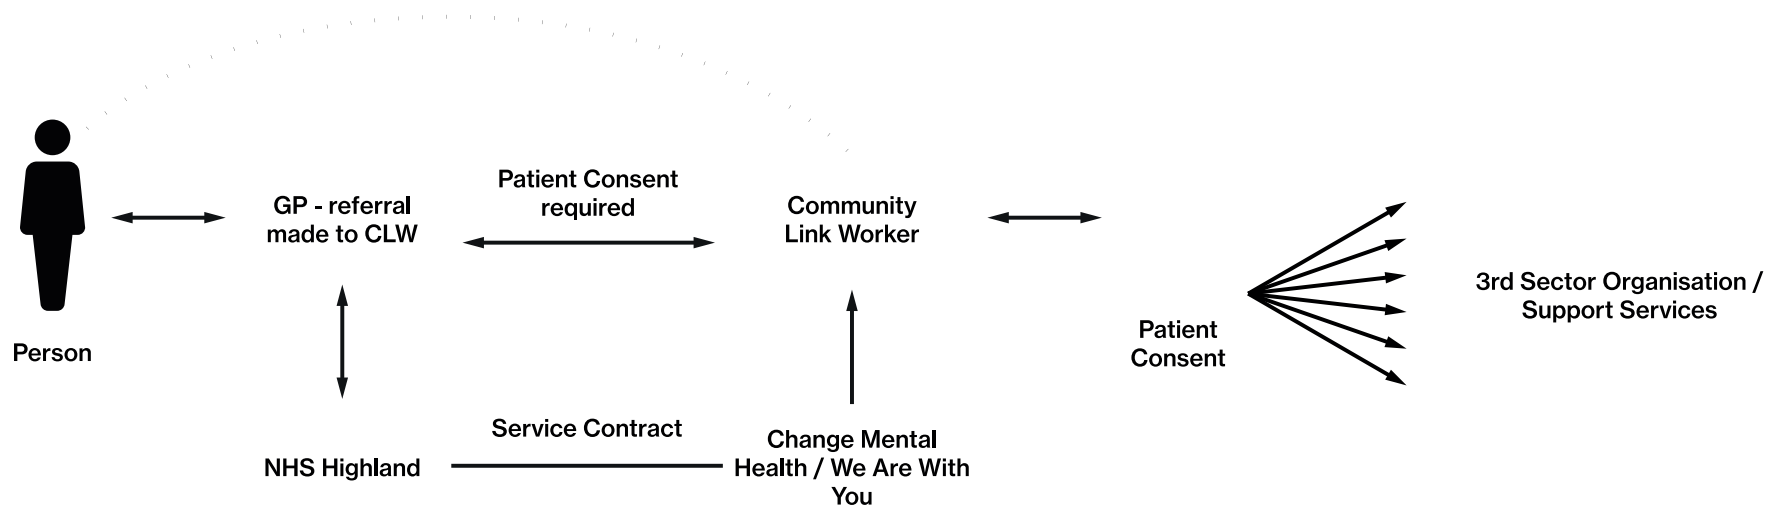 Person
GP - referral
made to CLW
Patient Consent
required
Community
Link Worker
NHS Highland
Service Contract
Change Mental
Health / We Are With
You
Patient
Consent
3rd Sector Organisation /
Support Services